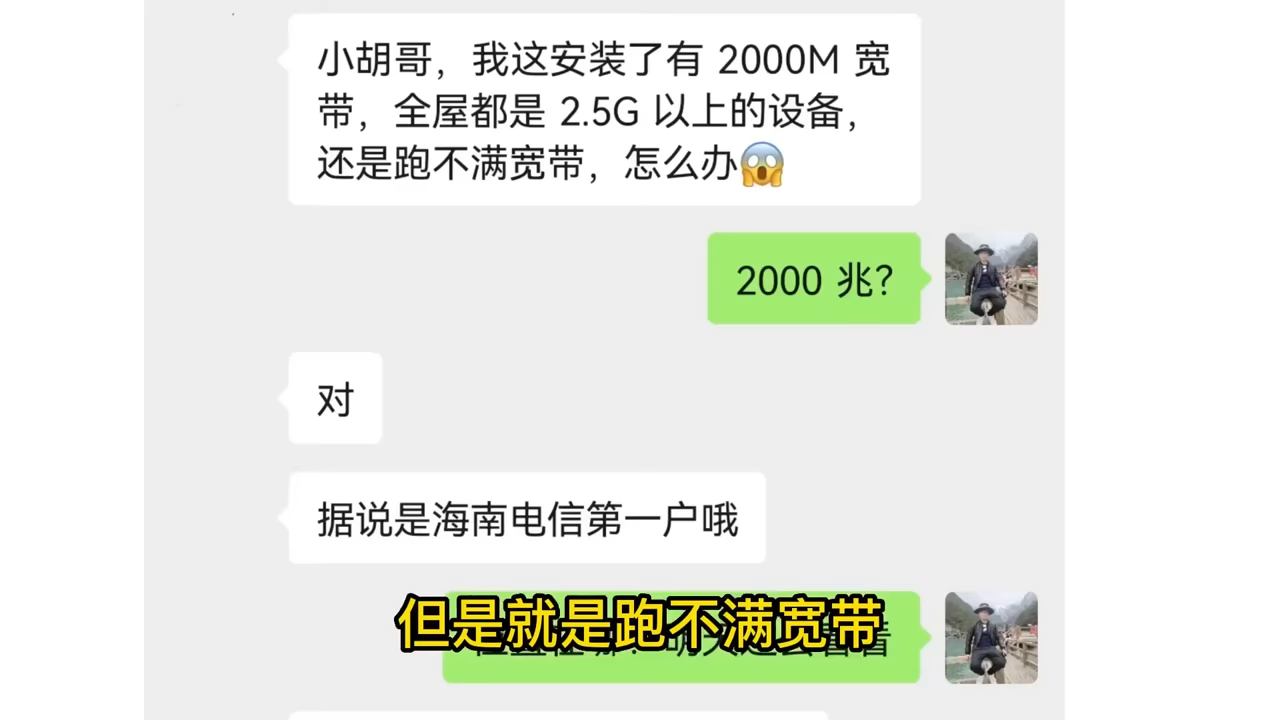 小胡哥，我这安装了有 2000M 宽
带，全屋都是 2.5G 以上的设备，
还是跑不满宽带，怎么办😱
2000 兆？
对
据说是海南电信第一户哦
但是就是跑不满宽带